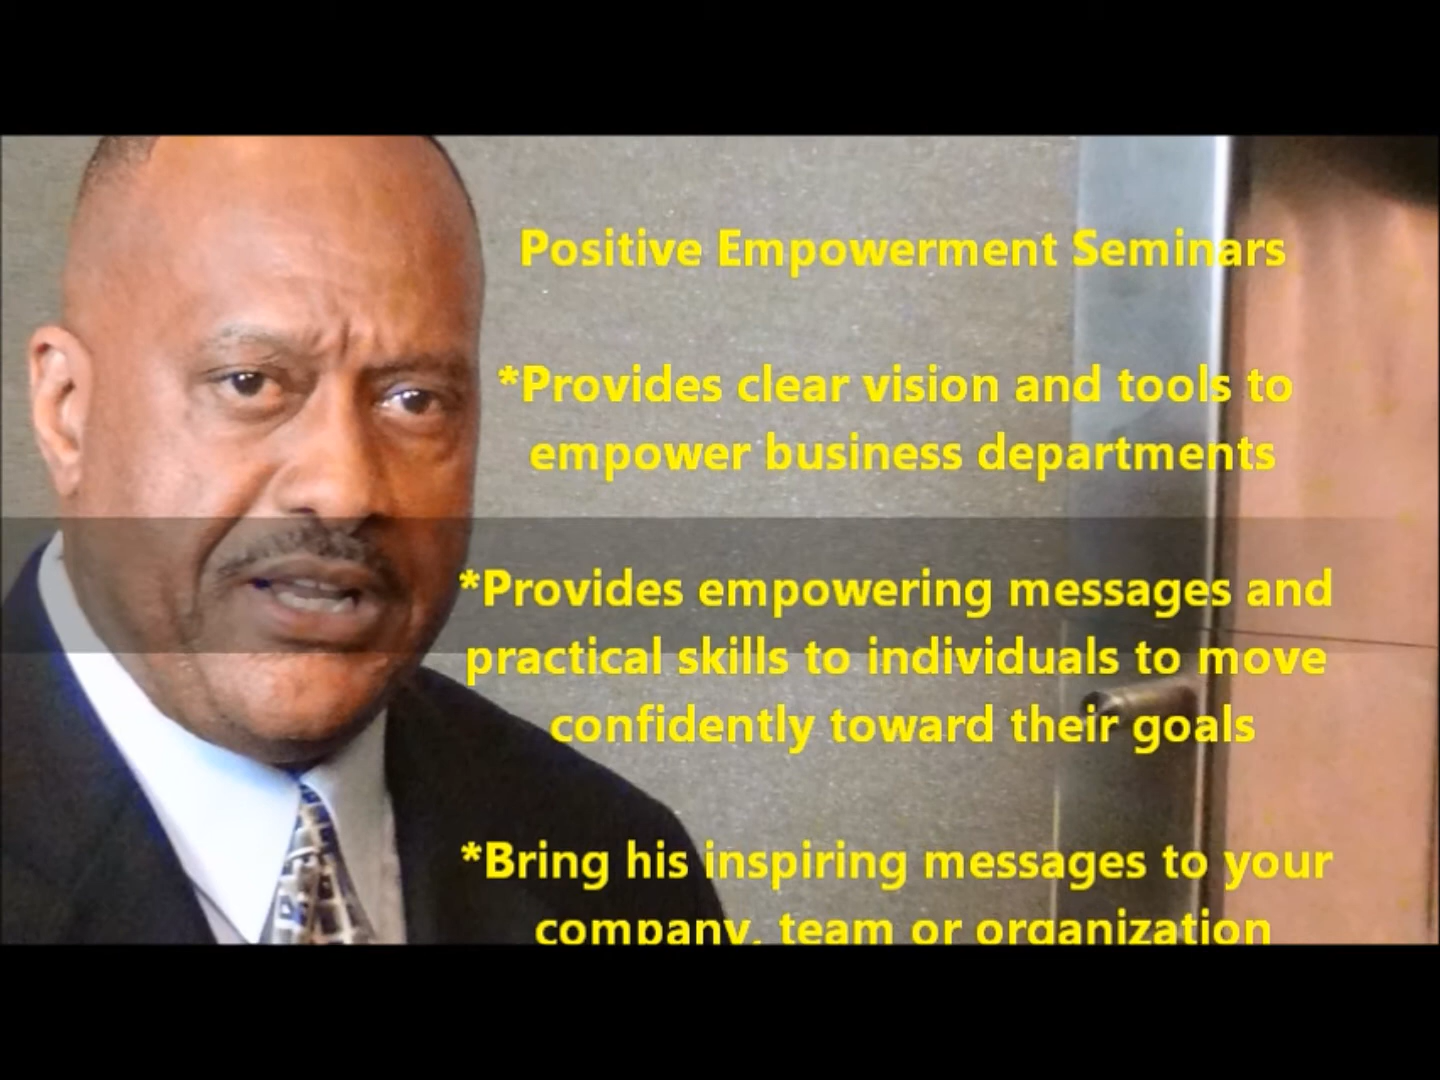 Positive Empowerment Seminars
*Provides clear vision and tools to
empower business departments
*Provides empowering messages and
practical skills to individuals to move
confidently toward their goals
*Bring his inspiring messages to your
company, team or organization